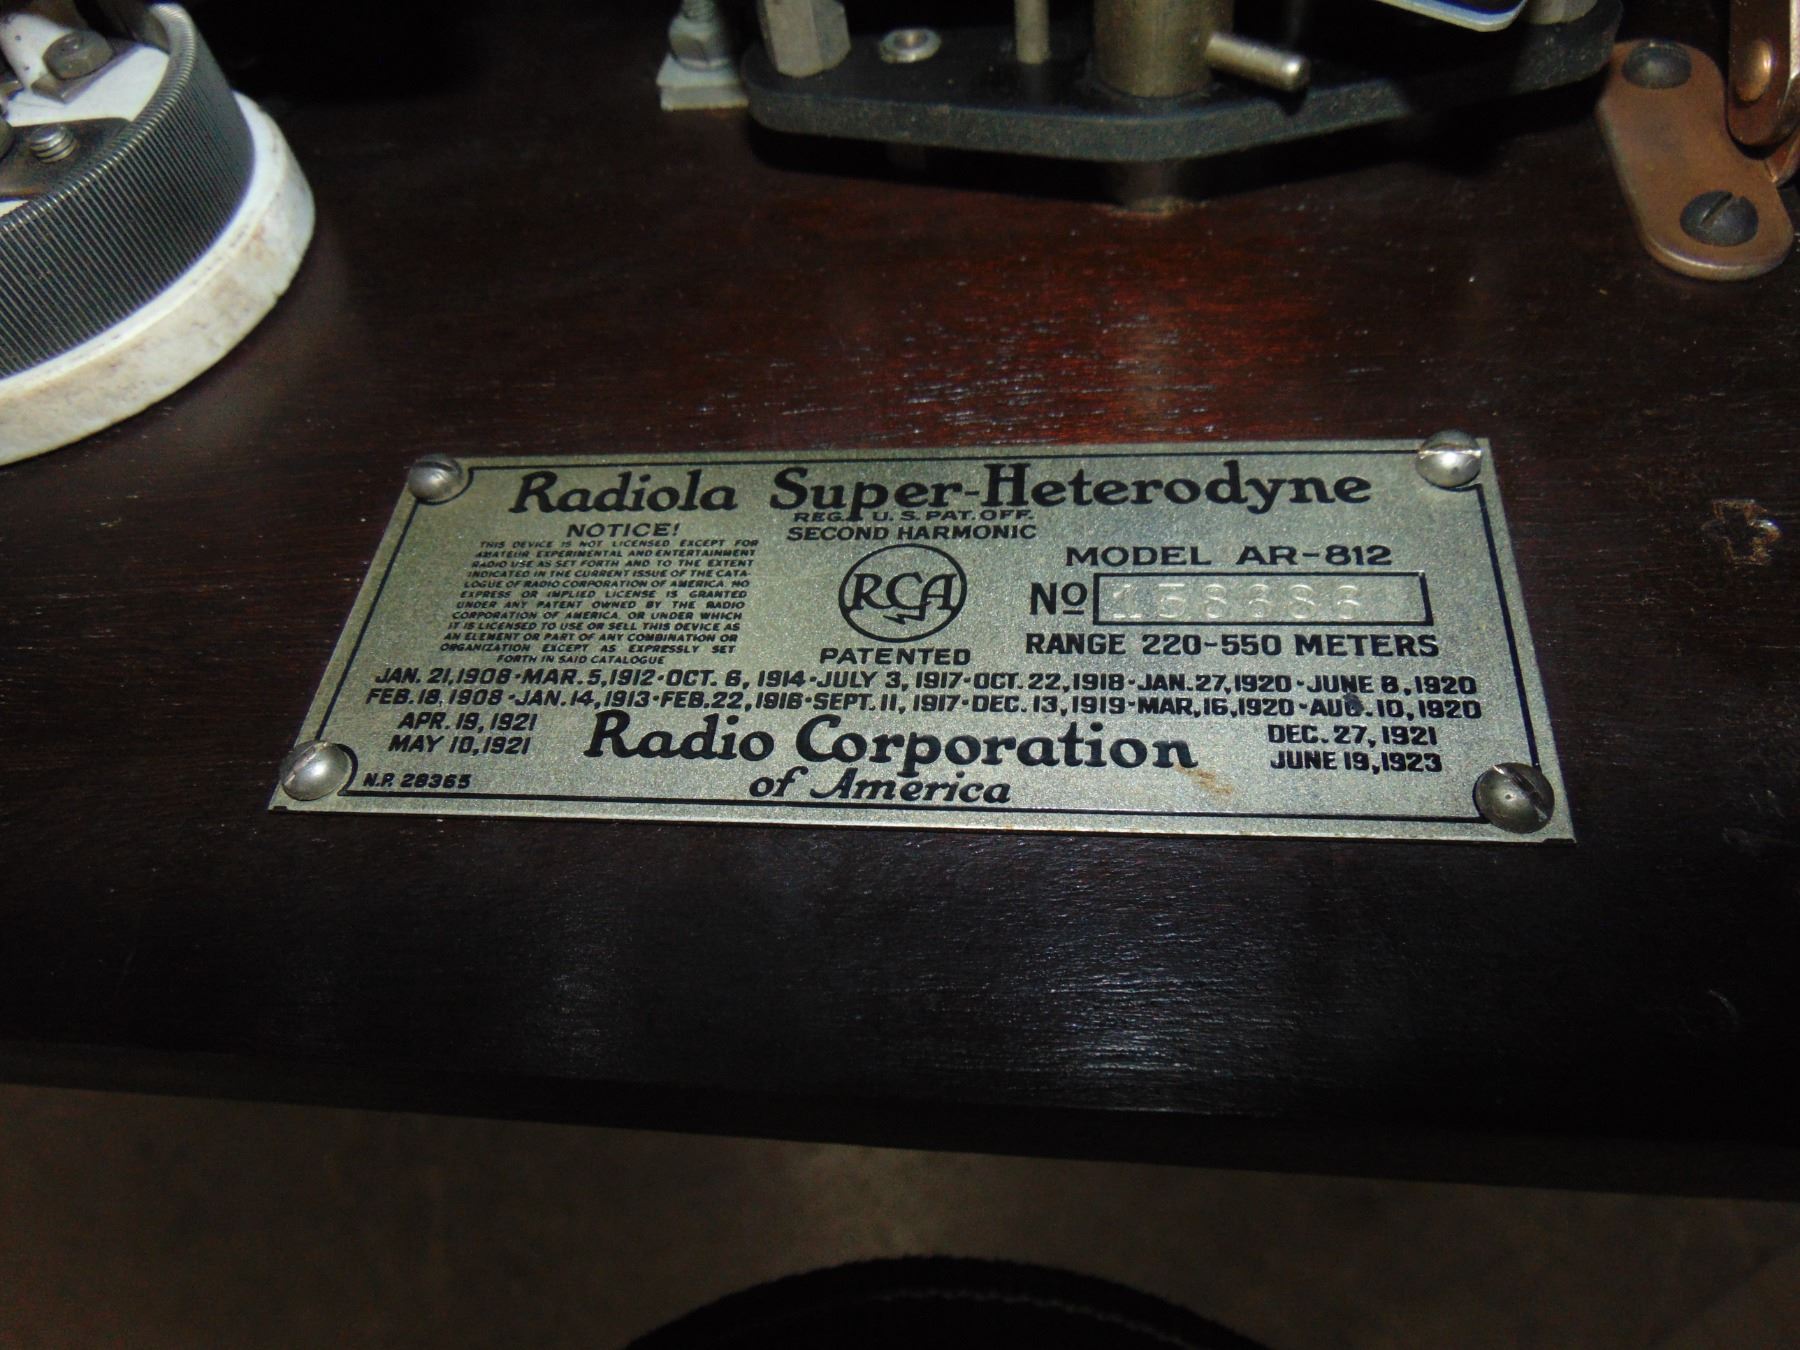 Radiola Super-Heterodyne
REG. U.S. PAT. OFF.
SECOND HARMONIC
NOTICE!
THIS DEVICE IS NOT LICENSED EXCEPT FOR
AMATEUR EXPERIMENTAL AND ENTERTAINMENT
RADIO USE AS SET FORTH AND TO THE EXTENT
INDICATED IN THE CURRENT ISSUE OF THE CATA-
LOGUE OF RADIO CORPORATION OF AMERICA. NO
EXPRESS OR IMPLIED LICENSE IS GRANTED
UNDER ANY PATENT OWNED BY THE RADIO
CORPORATION OF AMERICA, OR UNDER WHICH
IT IS LICENSED TO USE OR SELL THIS DEVICE AS
AN ELEMENT OR PART OF ANY COMBINATION OR
ORGANIZATION EXCEPT AS EXPRESSLY SET
FORTH IN SAID CATALOGUE
RCA
PATENTED
MODEL AR-812
Nº
RANGE 220-550 METERS
JAN. 21, 1908·MAR. 5, 1912·OCT. 6, 1914·JULY 3, 1917·OCT. 22, 1918·JAN. 27, 1920·JUNE 8, 1920
FEB. 18, 1908·JAN. 14, 1913·FEB. 22, 1916·SEPT. 11, 1917·DEC. 13, 1919·MAR, 16, 1920·AUG. 10, 1920
APR. 19, 1921
MAY 10, 1921
Radio Corporation
of America
DEC. 27, 1921
JUNE 19, 1923
N.P. 28365